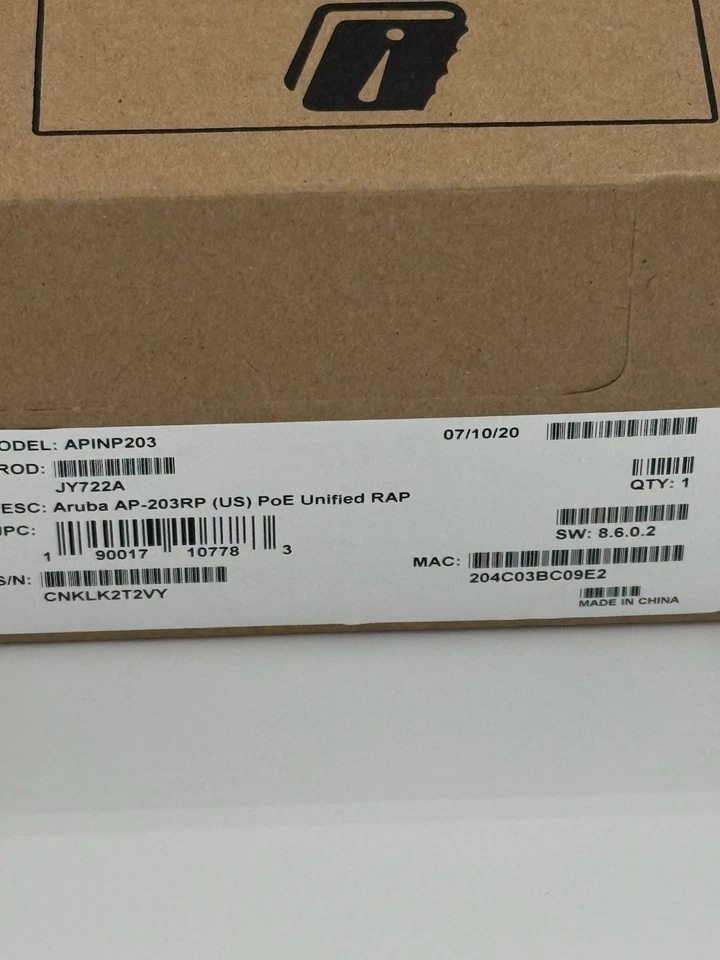 ODEL: APINP203
07/10/20
ROD:
JY722A
QTY: 1
ESC: Aruba AP-203RP (US) PoE Unified RAP
PC:
1 90017 10778 3
SW: 8.6.0.2
S/N:
CNKLK2T2VY
MAC:
204C03BC09E2
MADE IN CHINA